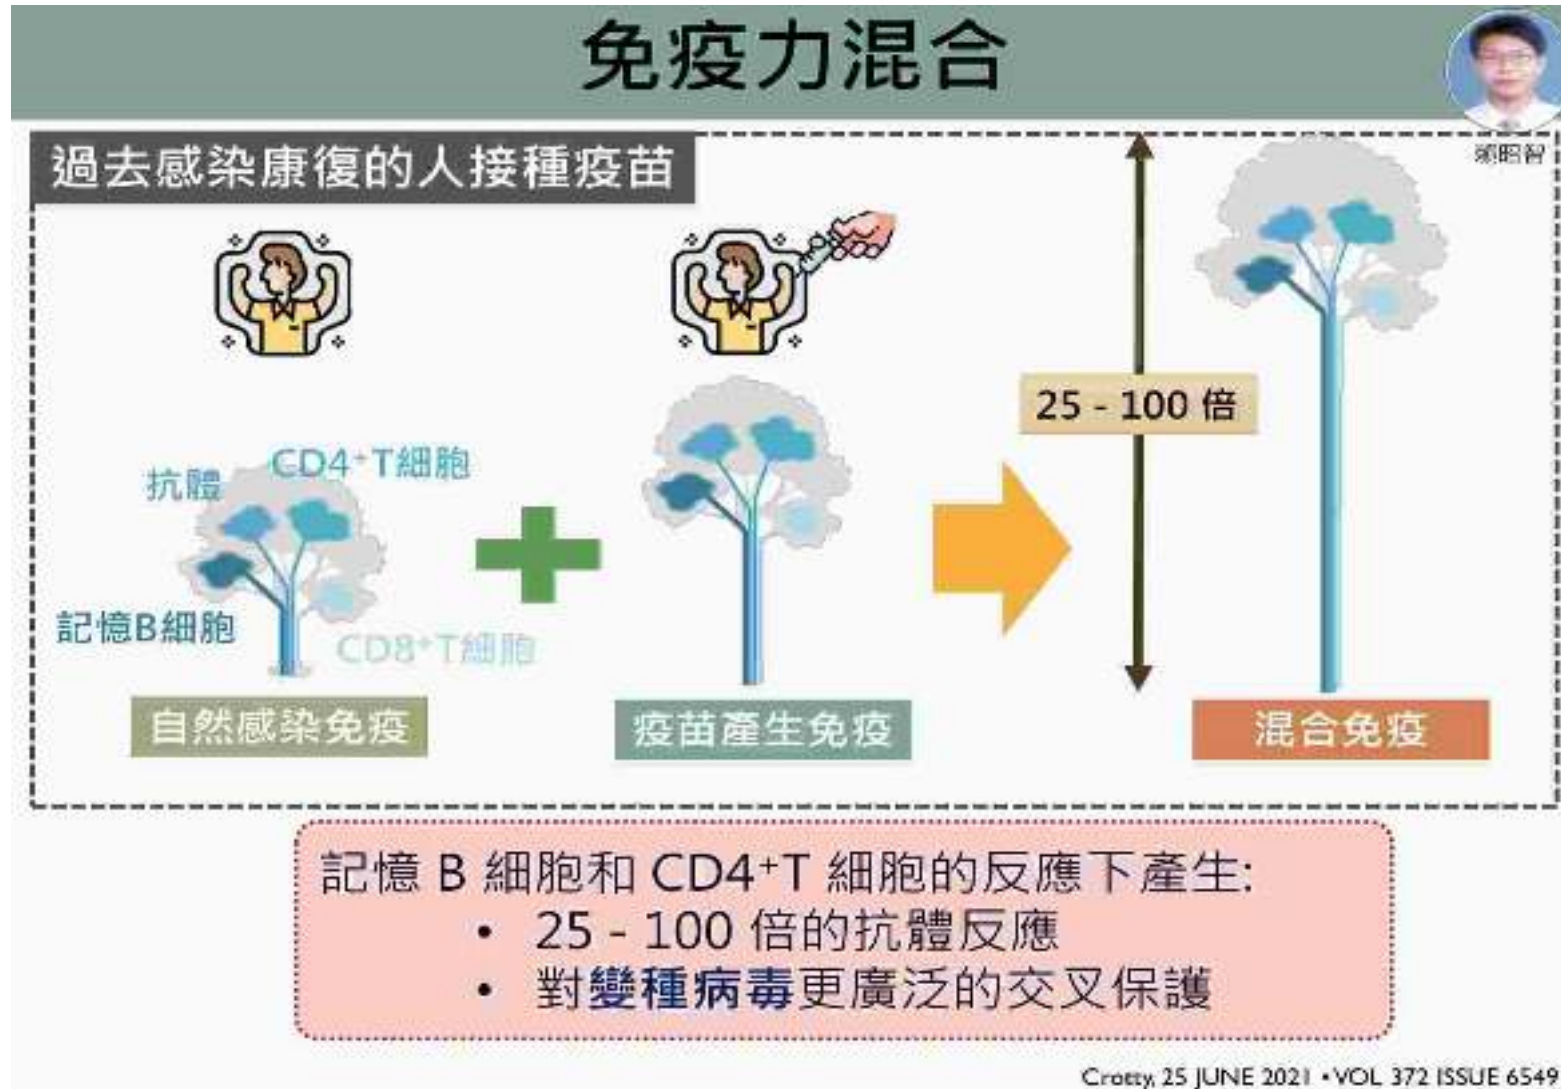 免疫力混合
賴昭智
過去感染康復的人接種疫苗
25 - 100 倍
抗體
CD4⁺T細胞
記憶B細胞
CD8⁺T細胞
自然感染免疫
疫苗產生免疫
混合免疫
記憶 B 細胞和 CD4⁺T 細胞的反應下產生:
• 25 - 100 倍的抗體反應
• 對變種病毒更廣泛的交叉保護
Crotty, 25 JUNE 2021 • VOL 372 ISSUE 6549